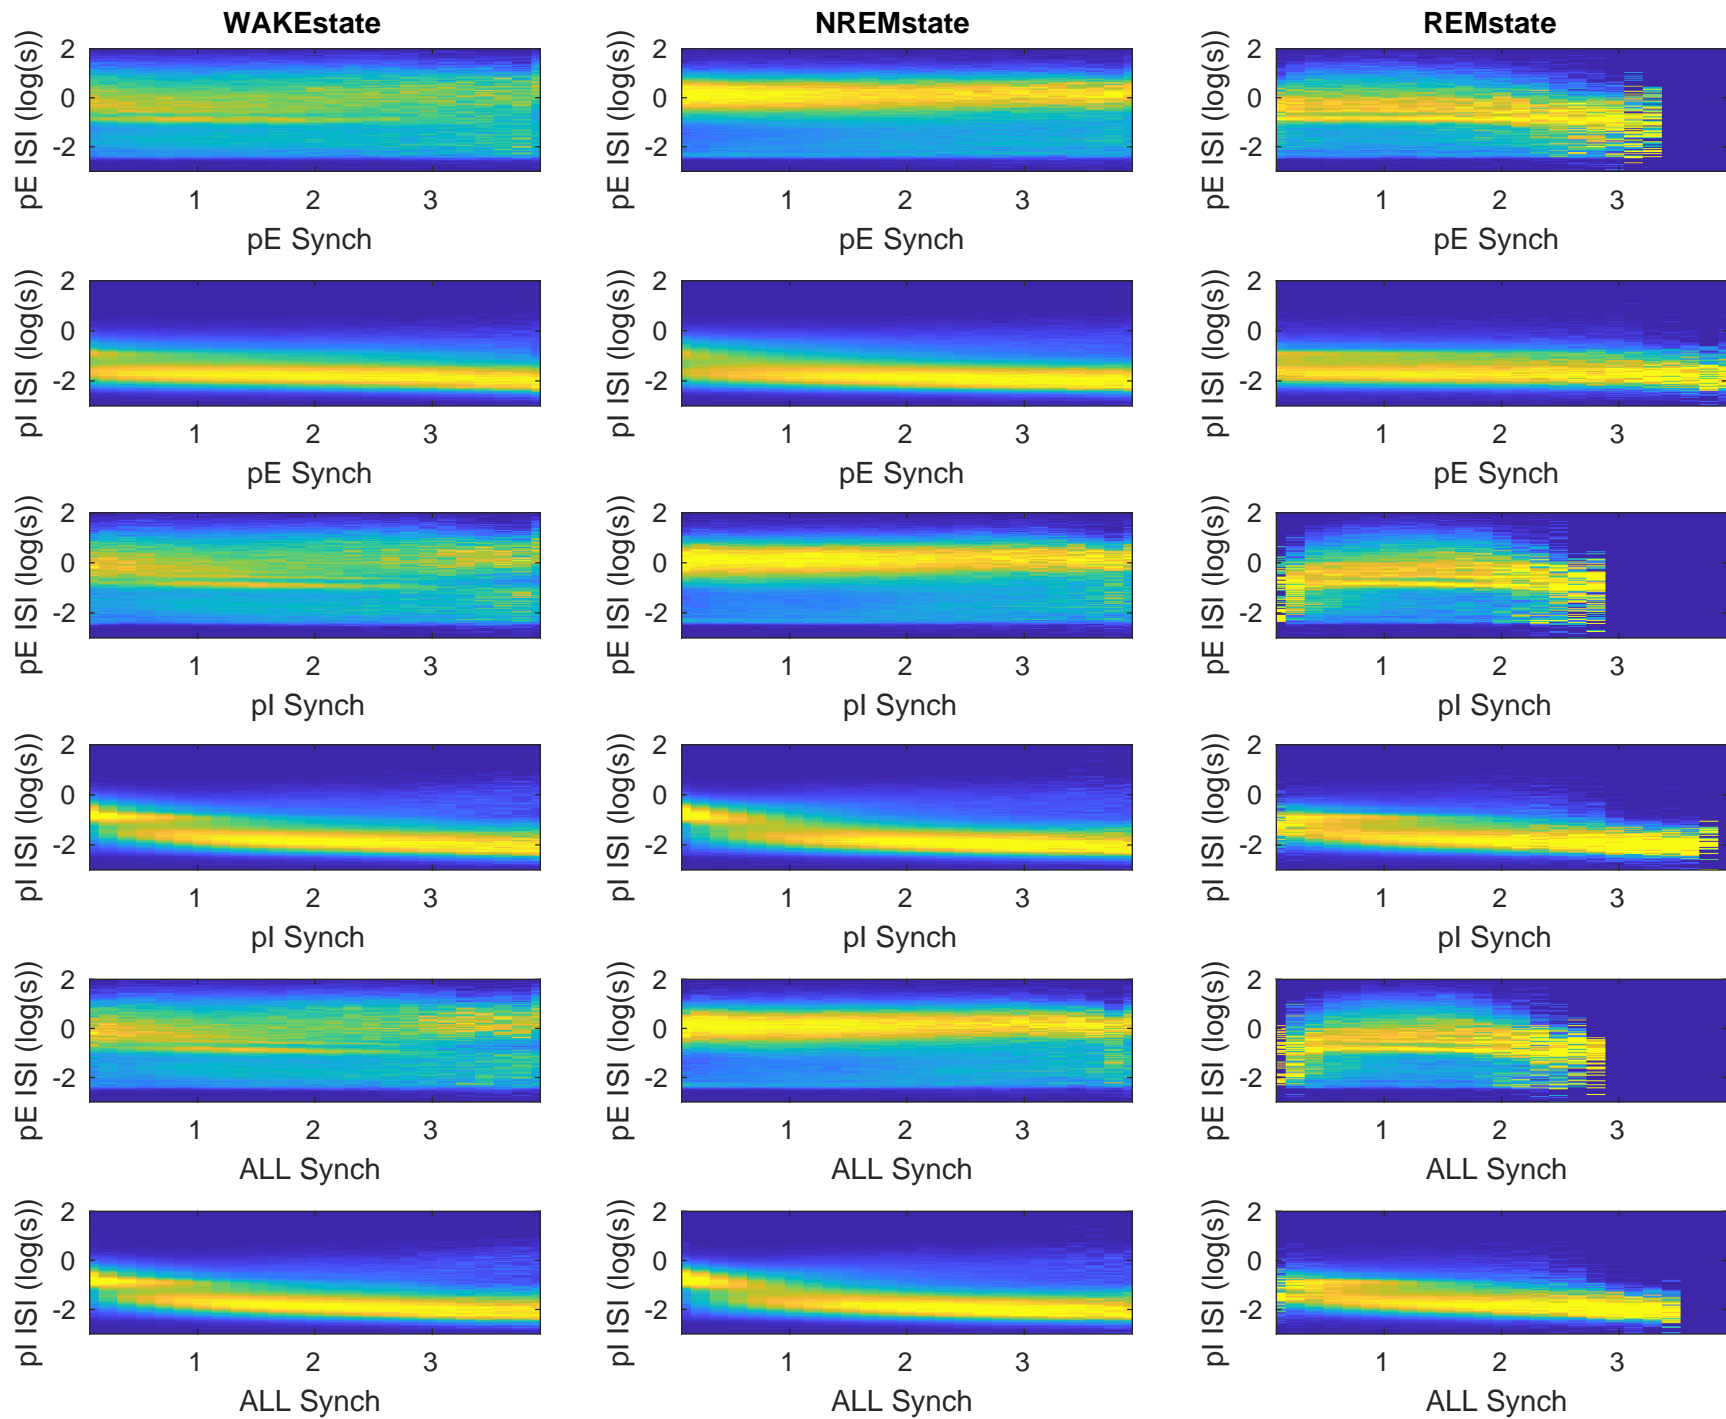 WAKEstate NREMstate REMstate
pE ISI (log(s)) 2 0 -2 pE ISI (log(s)) 2 0 -2 pE ISI (log(s)) 2 0 -2
1 2 3 1 2 3 1 2 3
pE Synch pE Synch pE Synch
pI ISI (log(s)) 2 0 -2 pI ISI (log(s)) 2 0 -2 pI ISI (log(s)) 2 0 -2
1 2 3 1 2 3 1 2 3
pE Synch pE Synch pE Synch
pE ISI (log(s)) 2 0 -2 pE ISI (log(s)) 2 0 -2 pE ISI (log(s)) 2 0 -2
1 2 3 1 2 3 1 2 3
pI Synch pI Synch pI Synch
pI ISI (log(s)) 2 0 -2 pI ISI (log(s)) 2 0 -2 pI ISI (log(s)) 2 0 -2
1 2 3 1 2 3 1 2 3
pI Synch pI Synch pI Synch
pE ISI (log(s)) 2 0 -2 pE ISI (log(s)) 2 0 -2 pE ISI (log(s)) 2 0 -2
1 2 3 1 2 3 1 2 3
ALL Synch ALL Synch ALL Synch
pI ISI (log(s)) 2 0 -2 pI ISI (log(s)) 2 0 -2 pI ISI (log(s)) 2 0 -2
1 2 3 1 2 3 1 2 3
ALL Synch ALL Synch ALL Synch